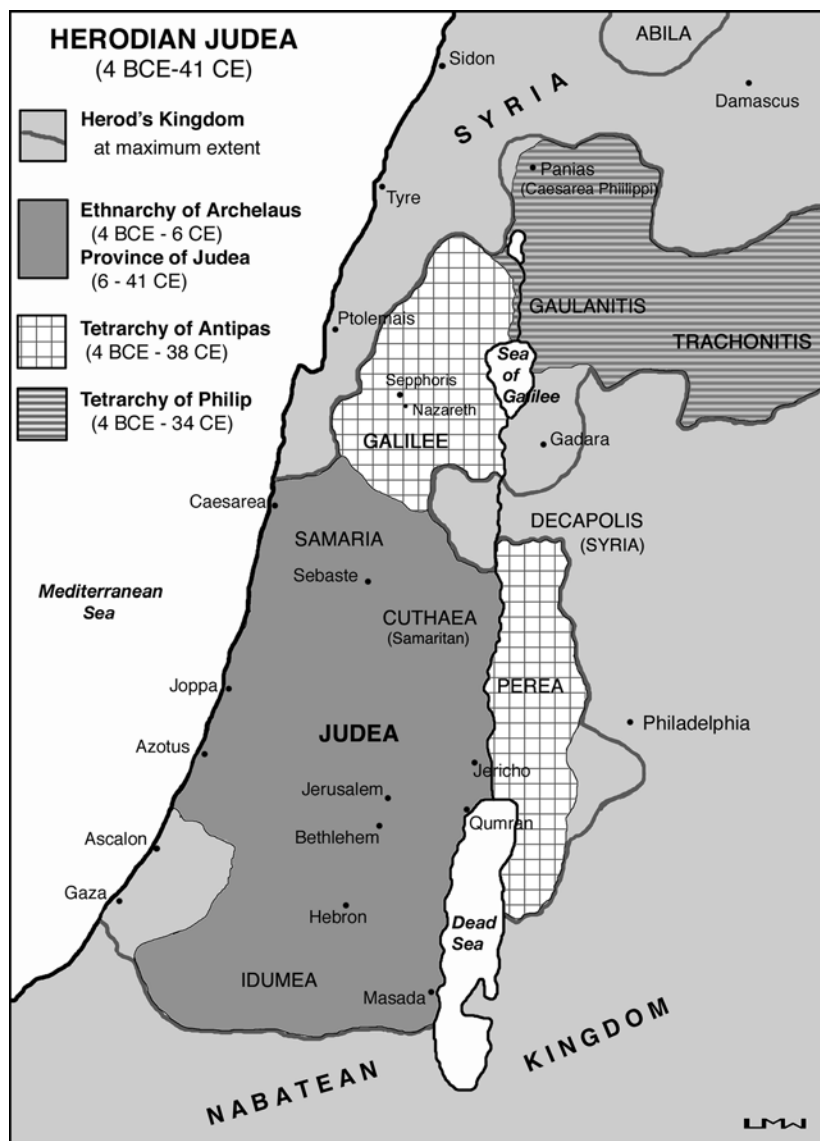 HERODIAN JUDEA
(4 BCE-41 CE)
Herod's Kingdom
at maximum extent
Ethnarchy of Archelaus
(4 BCE - 6 CE)
Province of Judea
(6 - 41 CE)
Tetrarchy of Antipas
(4 BCE - 38 CE)
Tetrarchy of Philip
(4 BCE - 34 CE)
ABILA
Sidon
SYRIA
Damascus
Panias
(Caesarea Phiilippi)
Tyre
GAULANITIS
Ptolemais
TRACHONITIS
Sea
of
Galilee
Sepphoris
Nazareth
GALILEE
Gadara
Caesarea
DECAPOLIS
(SYRIA)
SAMARIA
Sebaste
Mediterranean
Sea
CUTHAEA
(Samaritan)
Joppa
PEREA
Philadelphia
JUDEA
Azotus
Jericho
Jerusalem
Qumran
Bethlehem
Ascalon
Gaza
Hebron
Dead
Sea
IDUMEA
Masada
NABATEAN KINGDOM
LMW